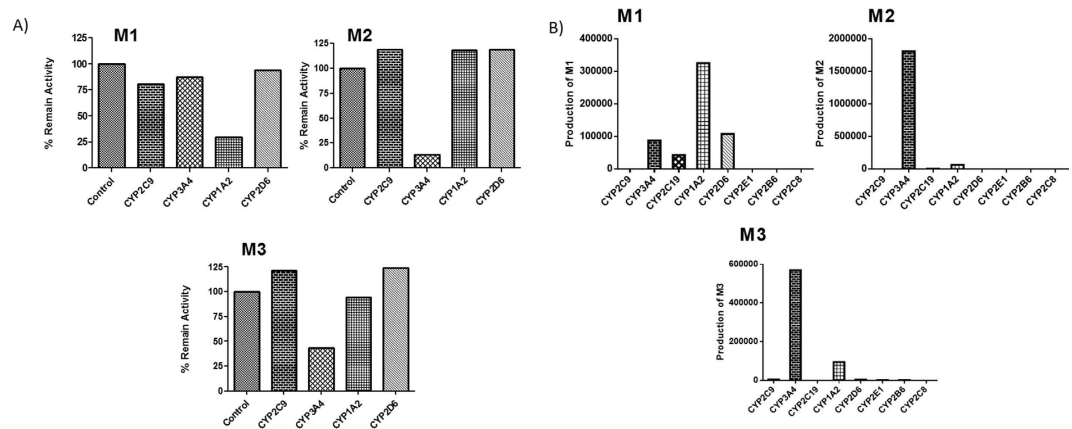 A)
M1
% Remain Activity
125
100
75
50
25
0
Control
CYP2C9
CYP3A4
CYP1A2
CYP2D6
M2
% Remain Activity
125
100
75
50
25
0
Control
CYP2C9
CYP3A4
CYP1A2
CYP2D6
M3
% Remain Activity
125
100
75
50
25
0
Control
CYP2C9
CYP3A4
CYP1A2
CYP2D6
B)
M1
Production of M1
400000
300000
200000
100000
0
CYP2C9
CYP3A4
CYP2C19
CYP1A2
CYP2D6
CYP2E1
CYP2B6
CYP2C8
M2
Production of M2
2000000
1500000
1000000
500000
0
CYP2C9
CYP3A4
CYP2C19
CYP1A2
CYP2D6
CYP2E1
CYP2B6
CYP2C8
M3
Production of M3
600000
400000
200000
0
CYP2C9
CYP3A4
CYP2C19
CYP1A2
CYP2D6
CYP2E1
CYP2B6
CYP2C8